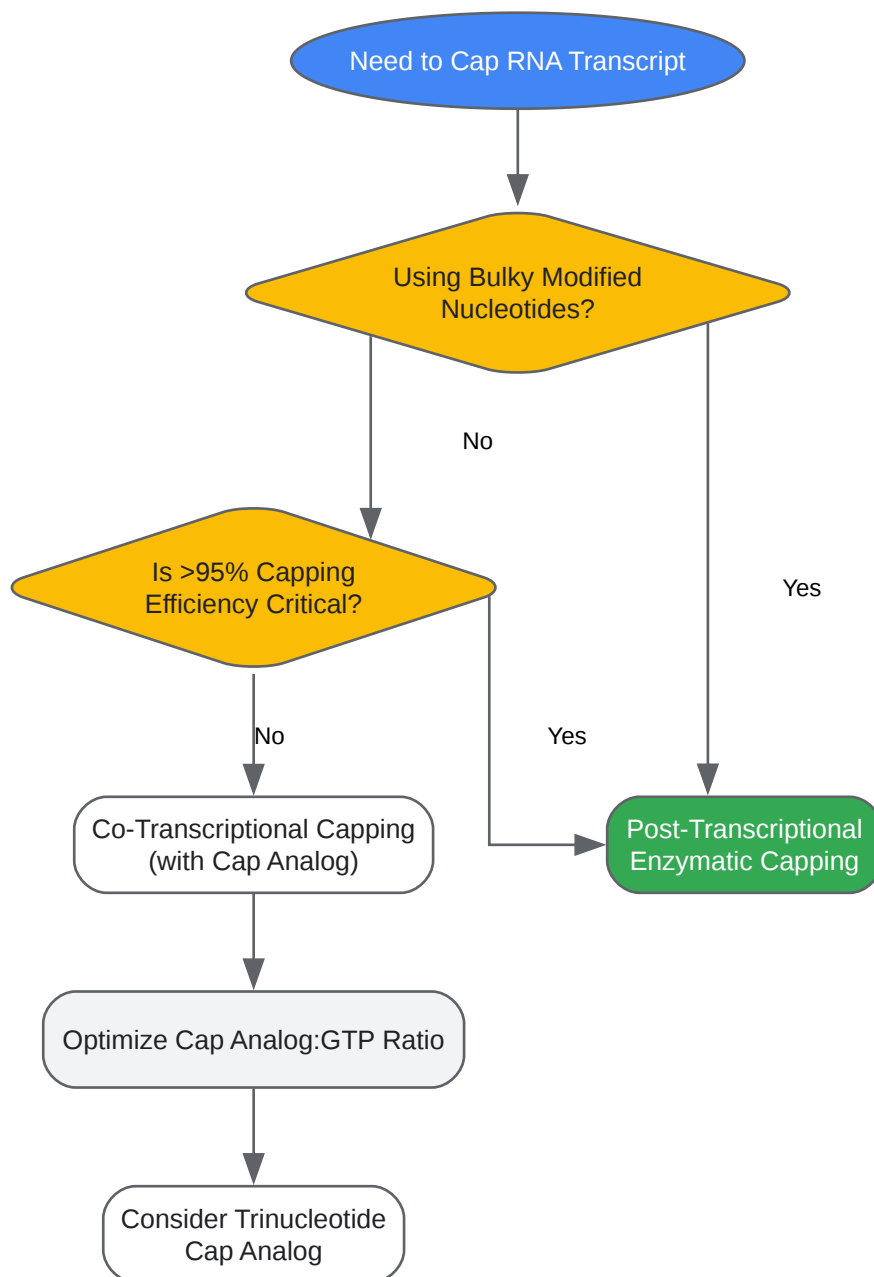 Need to Cap RNA Transcript
Using Bulky Modified
Nucleotides?
No
Is >95% Capping
Efficiency Critical?
Yes
No
Yes
Co-Transcriptional Capping
(with Cap Analog)
Post-Transcriptional
Enzymatic Capping
Optimize Cap Analog:GTP Ratio
Consider Trinucleotide
Cap Analog